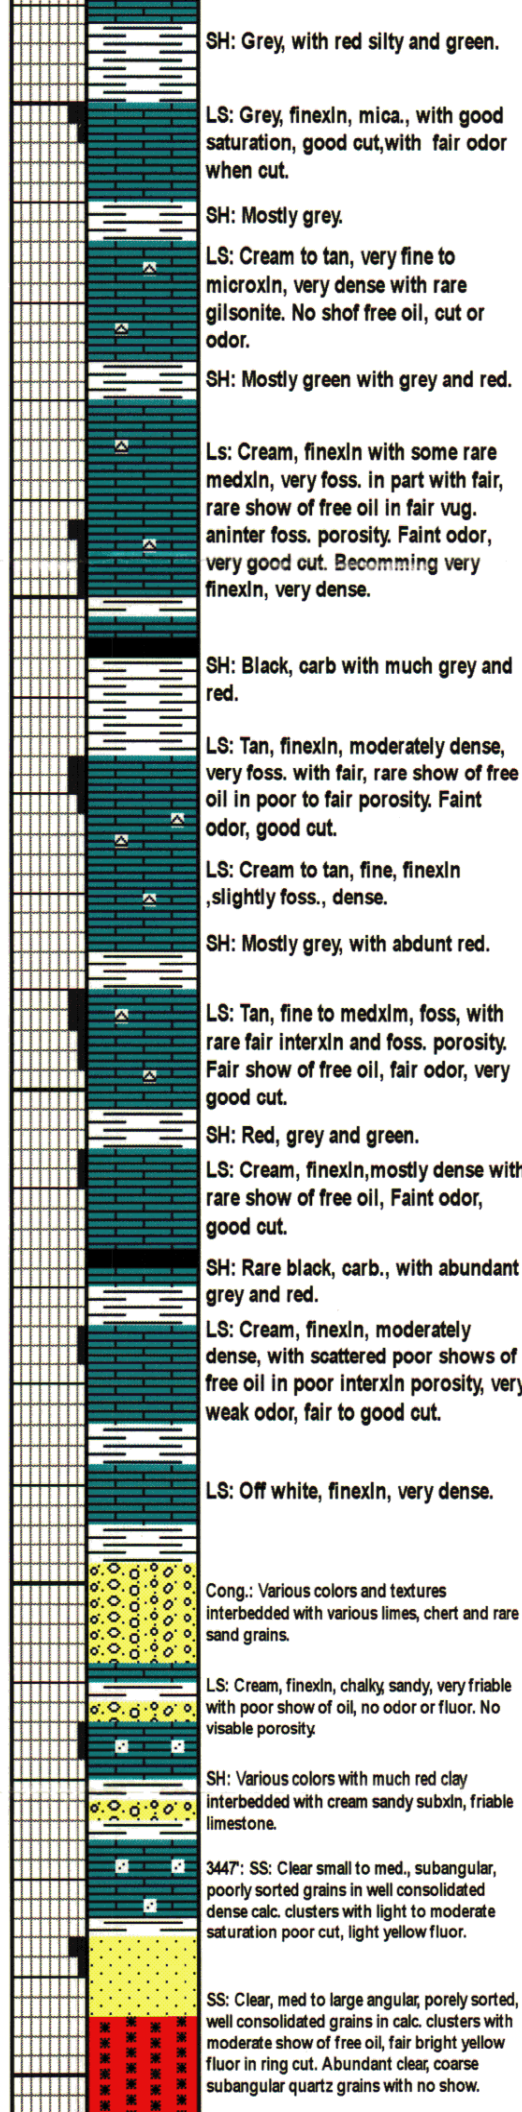 SH: Grey, with red silty and green.
LS: Grey, finexln, mica., with good
saturation, good cut,with fair odor
when cut.
SH: Mostly grey.
LS: Cream to tan, very fine to
microxln, very dense with rare
gilsonite. No shof free oil, cut or
odor.
SH: Mostly green with grey and red.
Ls: Cream, finexln with some rare
medxln, very foss. in part with fair,
rare show of free oil in fair vug.
aninter foss. porosity. Faint odor,
very good cut. Becomming very
finexln, very dense.
SH: Black, carb with much grey and
red.
LS: Tan, finexln, moderately dense,
very foss. with fair, rare show of free
oil in poor to fair porosity. Faint
odor, good cut.
LS: Cream to tan, fine, finexln
,slightly foss., dense.
SH: Mostly grey, with abdunt red.
LS: Tan, fine to medxlm, foss, with
rare fair interxln and foss. porosity.
Fair show of free oil, fair odor, very
good cut.
SH: Red, grey and green.
LS: Cream, finexln,mostly dense with
rare show of free oil, Faint odor,
good cut.
SH: Rare black, carb., with abundant
grey and red.
LS: Cream, finexln, moderately
dense, with scattered poor shows of
free oil in poor interxln porosity, very
weak odor, fair to good cut.
LS: Off white, finexln, very dense.
Cong.: Various colors and textures
interbedded with various limes, chert and rare
sand grains.
LS: Cream, finexln, chalky, sandy, very friable
with poor show of oil, no odor or fluor. No
visable porosity.
SH: Various colors with much red clay
interbedded with cream sandy subxln, friable
limestone.
3447': SS: Clear small to med., subangular,
poorly sorted grains in well consolidated
dense calc. clusters with light to moderate
saturation poor cut, light yellow fluor.
SS: Clear, med to large angular, porely sorted,
well consolidated grains in calc. clusters with
moderate show of free oil, fair bright yellow
fluor in ring cut. Abundant clear, coarse
subangular quartz grains with no show.